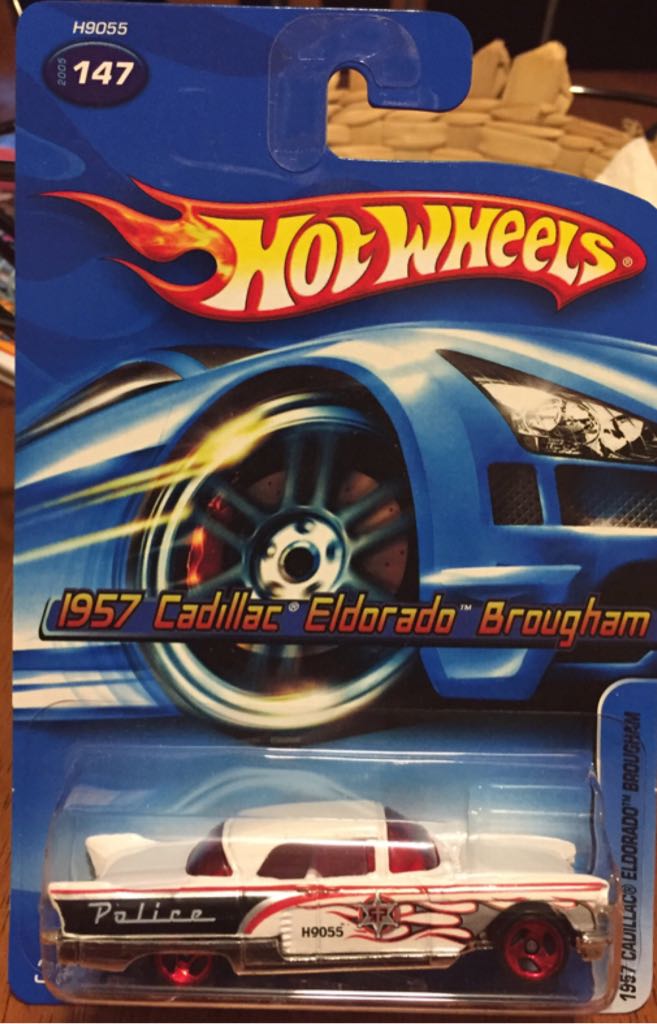 H9055
2005
147
HOT WHEELS®
1957 Cadillac® Eldorado™ Brougham
1957 CADILLAC® ELDORADO™ BROUGHAM
Police
H9055